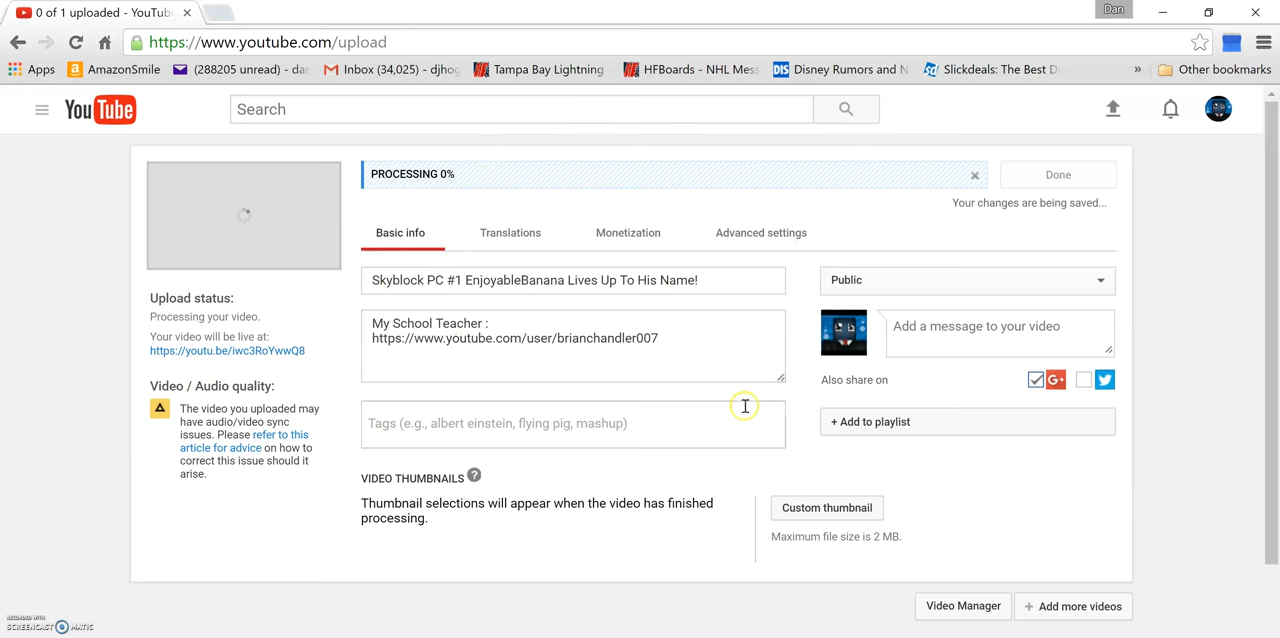 0 of 1 uploaded - YouTub
Dan
https://www.youtube.com/upload
Apps
AmazonSmile
(288205 unread) - dan
Inbox (34,025) - djhog
Tampa Bay Lightning
HFBoards - NHL Mess
Disney Rumors and N
Slickdeals: The Best De
»
Other bookmarks
YouTube
Search
PROCESSING 0%
Done
Your changes are being saved...
Basic info
Translations
Monetization
Advanced settings
Skyblock PC #1 EnjoyableBanana Lives Up To His Name!
Public
Upload status:
Processing your video.
Your video will be live at:
https://youtu.be/iwc3RoYwwQ8
My School Teacher :
https://www.youtube.com/user/brianchandler007
Add a message to your video
Also share on
G+
Video / Audio quality:
The video you uploaded may
have audio/video sync
issues. Please refer to this
article for advice on how to
correct this issue should it
arise.
Tags (e.g., albert einstein, flying pig, mashup)
+ Add to playlist
VIDEO THUMBNAILS ?
Thumbnail selections will appear when the video has finished
processing.
Custom thumbnail
Maximum file size is 2 MB.
Video Manager
+ Add more videos
RECORDED WITH
SCREENCAST MATIC